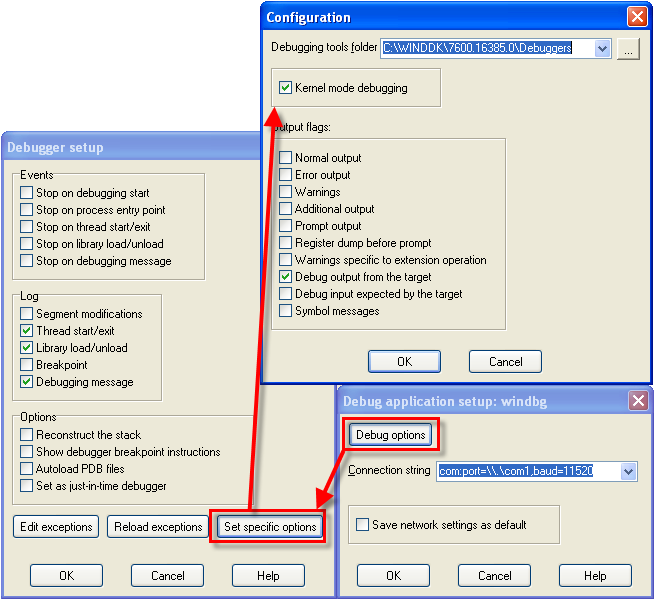 Configuration
Debugging tools folder
C:\WINDDK\7600.16385.0\Debuggers
...
Kernel mode debugging
Output flags:
Normal output
Error output
Warnings
Additional output
Prompt output
Register dump before prompt
Warnings specific to extension operation
Debug output from the target
Debug input expected by the target
Symbol messages
OK
Cancel
Debugger setup
Events
Stop on debugging start
Stop on process entry point
Stop on thread start/exit
Stop on library load/unload
Stop on debugging message
Log
Segment modifications
Thread start/exit
Library load/unload
Breakpoint
Debugging message
Options
Reconstruct the stack
Show debugger breakpoint instructions
Autoload PDB files
Set as just-in-time debugger
Edit exceptions
Reload exceptions
Set specific options
OK
Cancel
Help
Debug application setup: windbg
Debug options
Connection string
com:port=\\.\com1,baud=11520
Save network settings as default
OK
Cancel
Help